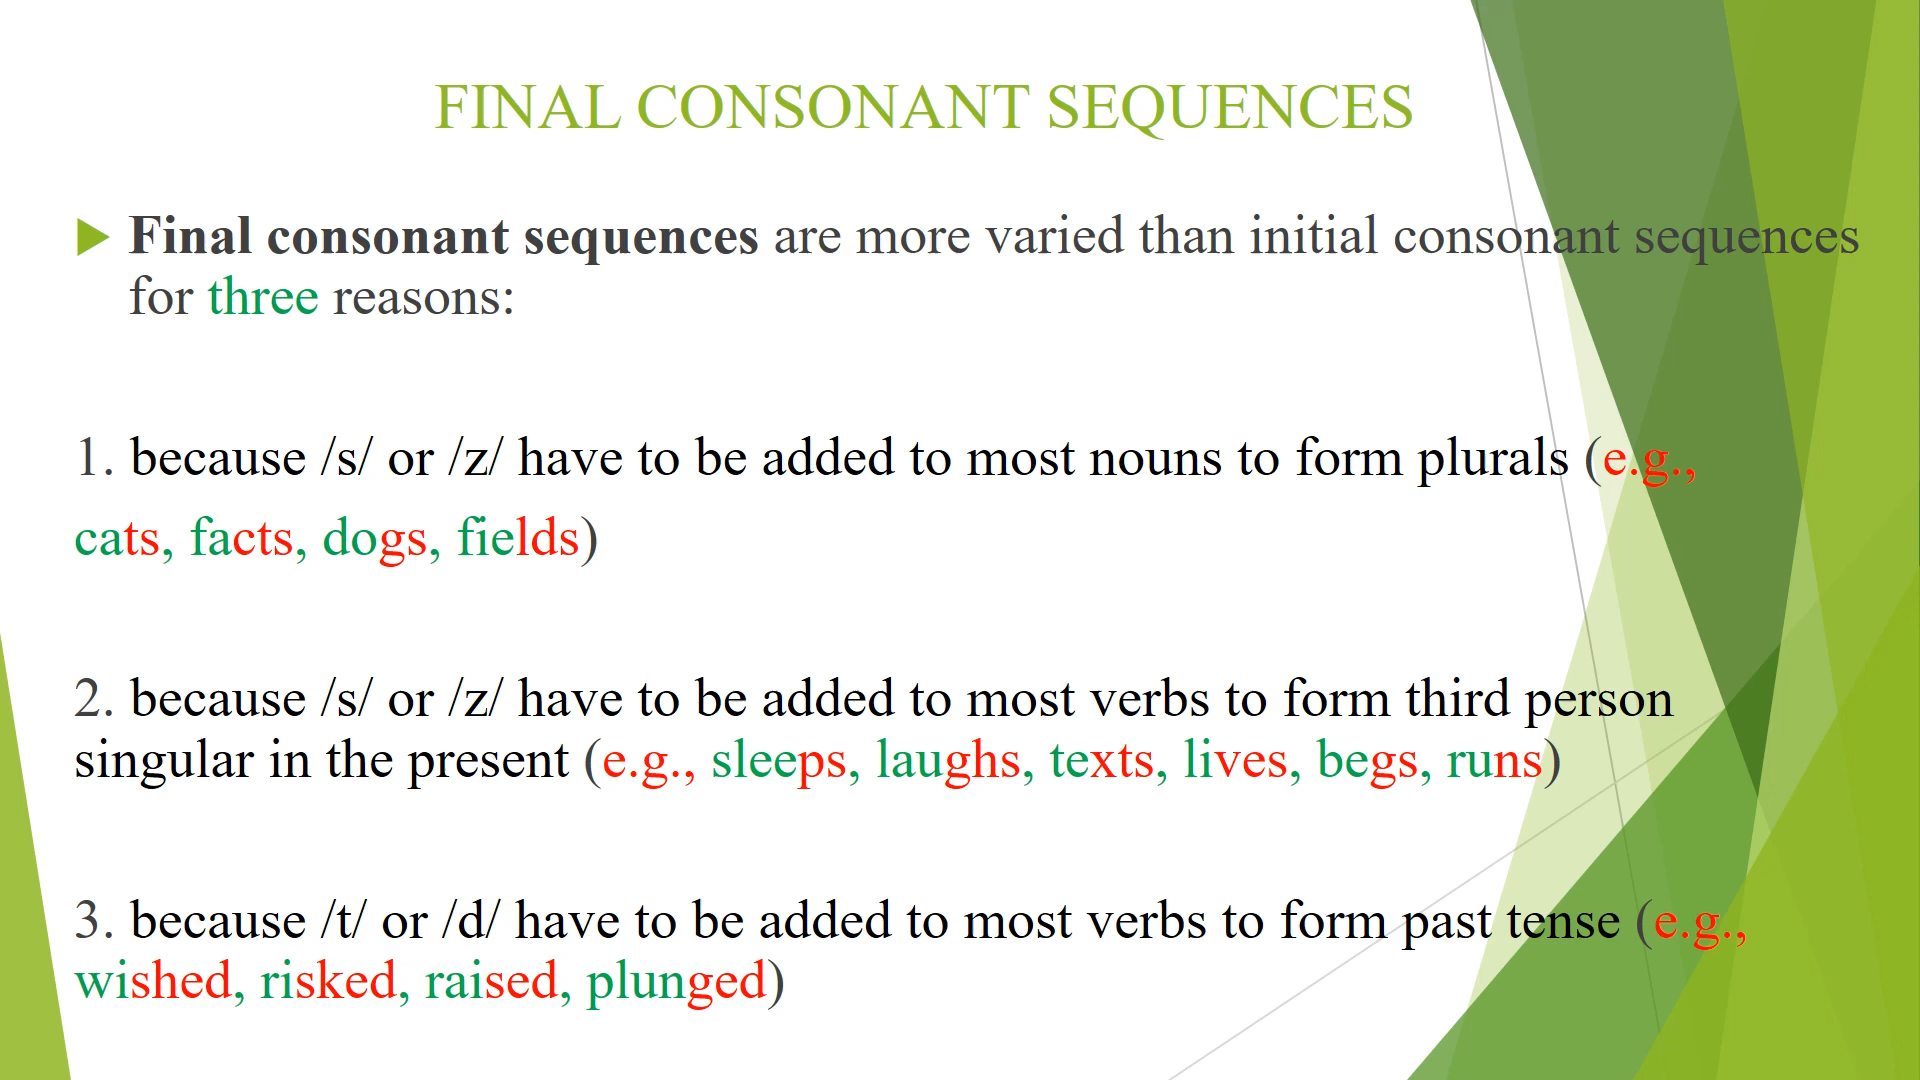 FINAL CONSONANT SEQUENCES
Final consonant sequences are more varied than initial consonant sequences
for three reasons:
1. because /s/ or /z/ have to be added to most nouns to form plurals (e.g.,
cats, facts, dogs, fields)
2. because /s/ or /z/ have to be added to most verbs to form third person
singular in the present (e.g., sleeps, laughs, texts, lives, begs, runs)
3. because /t/ or /d/ have to be added to most verbs to form past tense (e.g.,
wished, risked, raised, plunged)